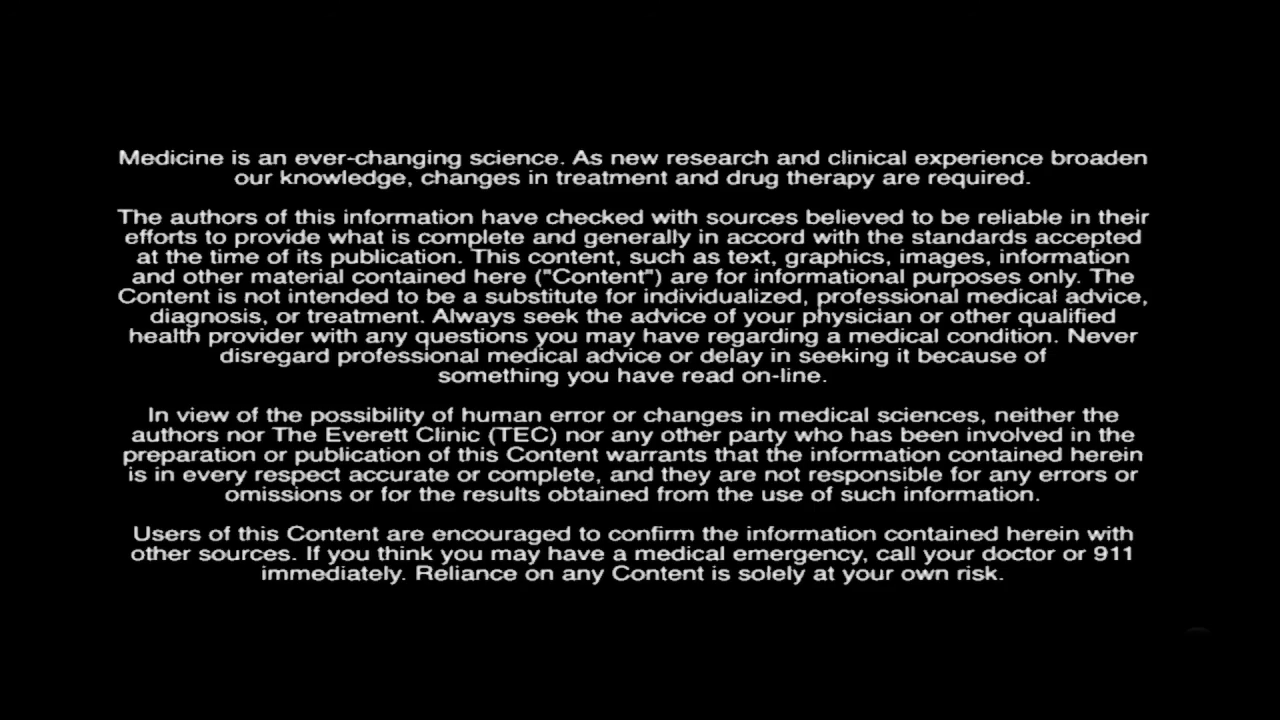 Medicine is an ever-changing science. As new research and clinical experience broaden
our knowledge, changes in treatment and drug therapy are required.
The authors of this information have checked with sources believed to be reliable in their
efforts to provide what is complete and generally in accord with the standards accepted
at the time of its publication. This content, such as text, graphics, images, information
and other material contained here ("Content") are for informational purposes only. The
Content is not intended to be a substitute for individualized, professional medical advice,
diagnosis, or treatment. Always seek the advice of your physician or other qualified
health provider with any questions you may have regarding a medical condition. Never
disregard professional medical advice or delay in seeking it because of
something you have read on-line.
In view of the possibility of human error or changes in medical sciences, neither the
authors nor The Everett Clinic (TEC) nor any other party who has been involved in the
preparation or publication of this Content warrants that the information contained herein
is in every respect accurate or complete, and they are not responsible for any errors or
omissions or for the results obtained from the use of such information.
Users of this Content are encouraged to confirm the information contained herein with
other sources. If you think you may have a medical emergency, call your doctor or 911
immediately. Reliance on any Content is solely at your own risk.